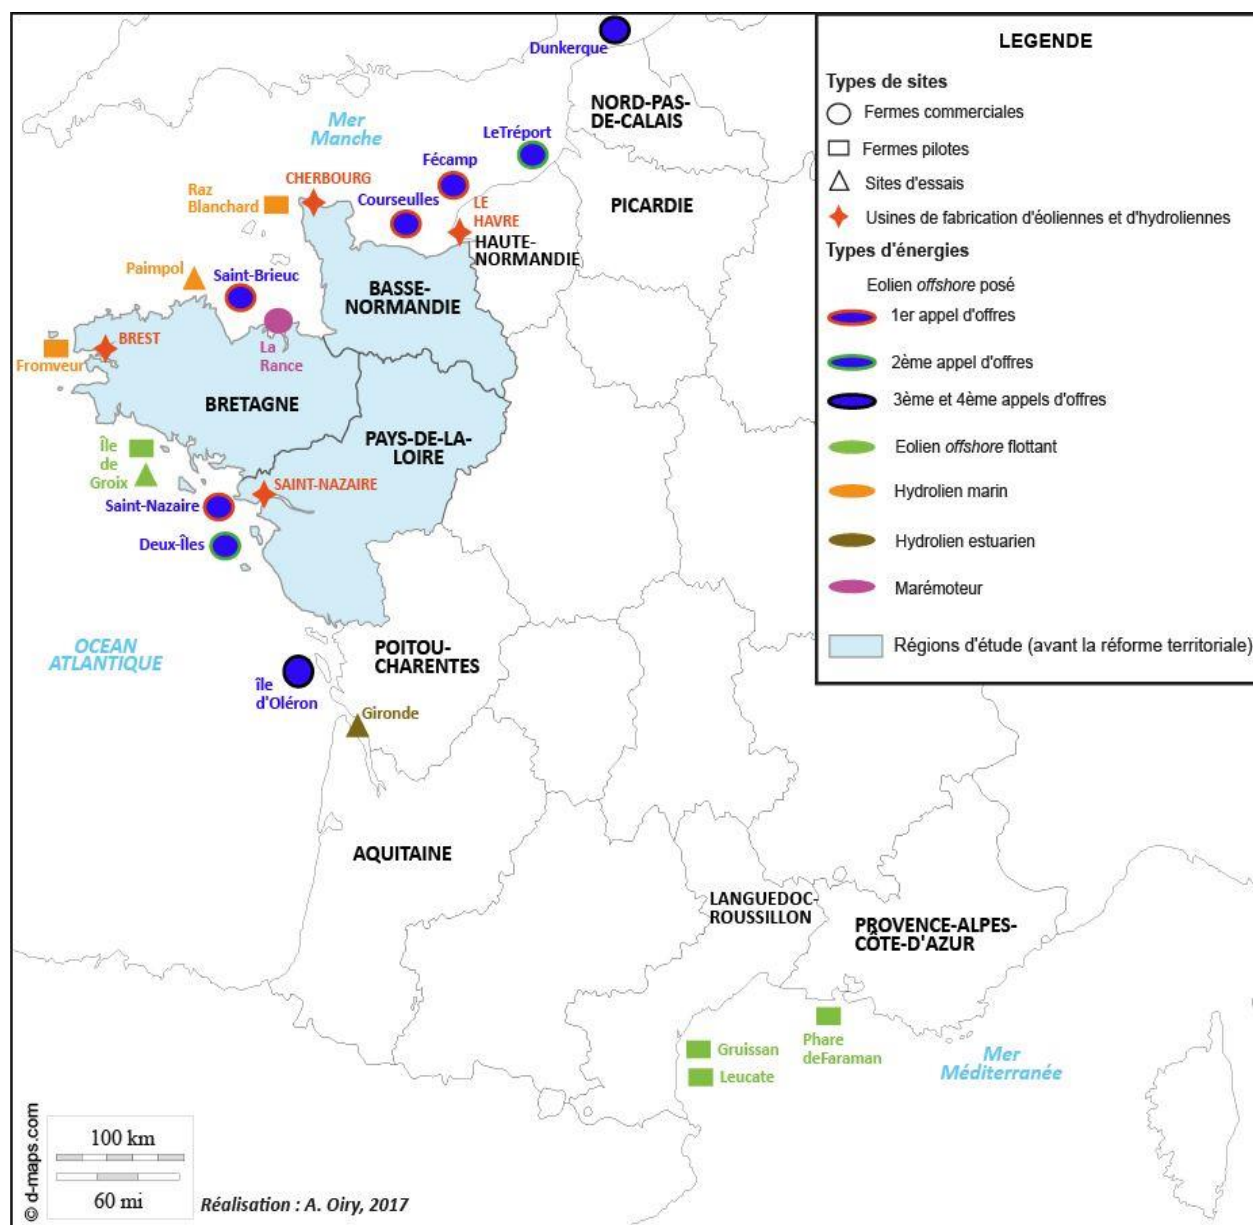 Dunkerque
NORD-PAS-
DE-CALAIS
Mer
Manche
LeTréport
Fécamp
CHERBOURG
Raz
Blanchard
Courseulles
LE
HAVRE
PICARDIE
HAUTE-
NORMANDIE
Paimpol
Saint-Brieuc
BASSE-
NORMANDIE
BREST
La
Rance
Fromveur
BRETAGNE
PAYS-DE-LA-
LOIRE
Île
de
Groix
SAINT-NAZAIRE
Saint-Nazaire
Deux-Îles
OCEAN
ATLANTIQUE
POITOU-
CHARENTES
île
d'Oléron
Gironde
AQUITAINE
LANGUEDOC-
ROUSSILLON
PROVENCE-ALPES-
CÔTE-D'AZUR
Phare
deFaraman
Gruissan
Leucate
Mer
Méditerranée
LEGENDE
Types de sites
Fermes commerciales
Fermes pilotes
Sites d'essais
Usines de fabrication d'éoliennes et d'hydroliennes
Types d'énergies
Eolien offshore posé
1er appel d'offres
2ème appel d'offres
3ème et 4ème appels d'offres
Eolien offshore flottant
Hydrolien marin
Hydrolien estuarien
Marémoteur
Régions d'étude (avant la réforme territoriale)
© d-maps.com
100 km
60 mi
Réalisation : A. Oiry, 2017